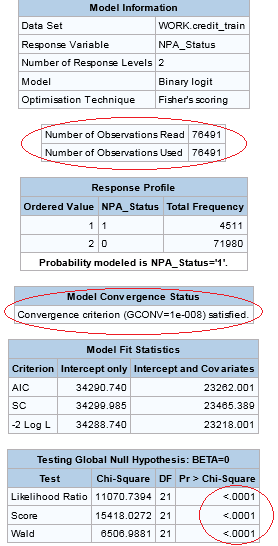 Model Information
Data Set WORK.credit_train
Response Variable NPA_Status
Number of Response Levels 2
Model Binary logit
Optimisation Technique Fisher's scoring
Number of Observations Read 76491
Number of Observations Used 76491
Response Profile
Ordered Value NPA_Status Total Frequency
1 1 4511
2 0 71980
Probability modeled is NPA_Status='1'.
Model Convergence Status
Convergence criterion (GCONV=1e-008) satisfied.
Model Fit Statistics
Criterion Intercept only Intercept and Covariates
AIC 34290.740 23262.001
SC 34299.985 23465.389
-2 Log L 34288.740 23218.001
Testing Global Null Hypothesis: BETA=0
Test Chi-Square DF Pr > Chi-Square
Likelihood Ratio 11070.7394 21 <.0001
Score 15418.0272 21 <.0001
Wald 6506.9881 21 <.0001